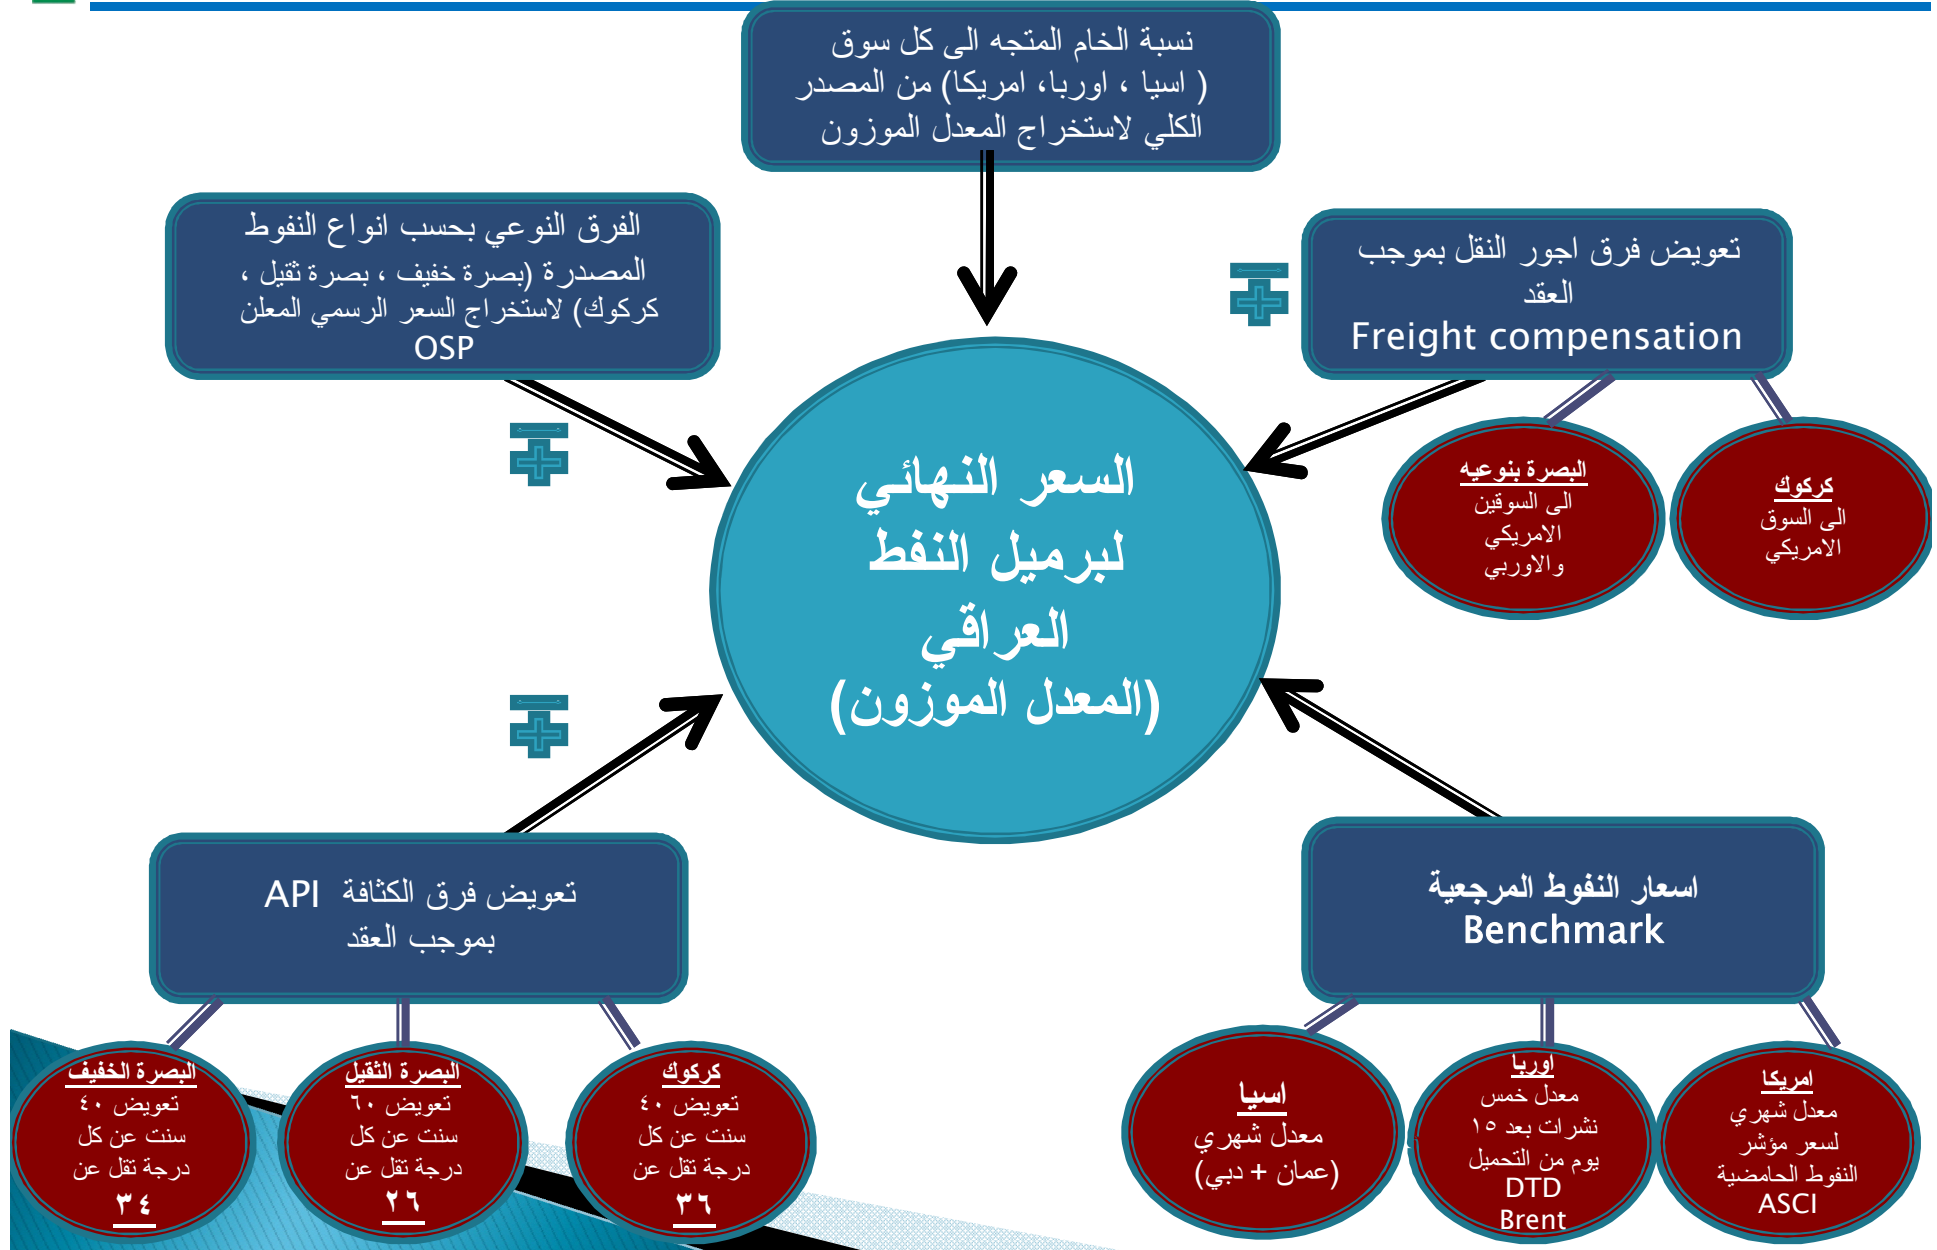 نسبة الخام المتجه الى كل سوق
( اسيا ، اوربا، امريكا) من المصدر
الكلي لاستخراج المعدل الموزون
تعويض فرق اجور النقل بموجب
العقد
Freight compensation
البصرة بنوعيه
الى السوقين
الامريكي
والاوربي
كركوك
الى السوق
الامريكي
الفرق النوعي بحسب انواع النفوط
المصدرة (بصرة خفيف ، بصرة ثقيل ،
كركوك) لاستخراج السعر الرسمي المعلن
OSP
السعر النهائي
لبرميل النفط
العراقي
(المعدل الموزون)
اسعار النفوط المرجعية
Benchmark
امريكا
معدل شهري
لسعر مؤشر
النفوط الحامضية
ASCI
اوربا
معدل خمس
نشرات بعد ١٥
يوم من التحميل
DTD
Brent
اسيا
معدل شهري
(عمان + دبي)
تعويض فرق الكثافة API
بموجب العقد
كركوك
تعويض ٤٠
سنت عن كل
درجة تقل عن
٣٦
البصرة الثقيل
تعويض ٦٠
سنت عن كل
درجة تقل عن
٢٦
البصرة الخفيف
تعويض ٤٠
سنت عن كل
درجة تقل عن
٣٤